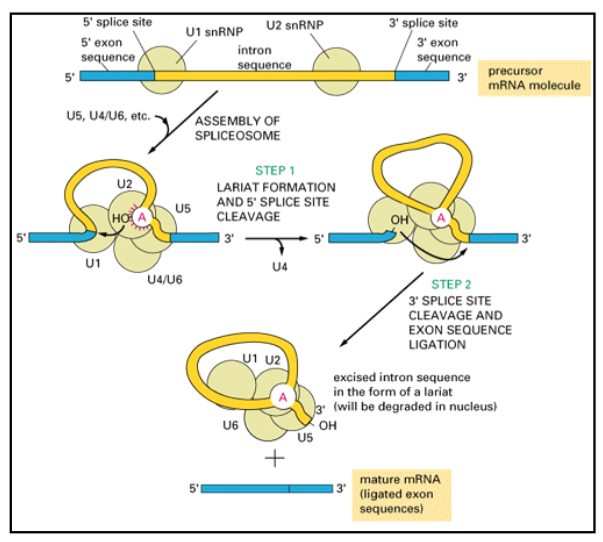 5' splice site
U1 snRNP
U2 snRNP
3' splice site
5' exon
sequence
intron
sequence
3' exon
sequence
5'
3'
precursor
mRNA molecule
U5, U4/U6, etc.
ASSEMBLY OF
SPLICEOSOME
STEP 1
LARIAT FORMATION
AND 5' SPLICE SITE
CLEAVAGE
U2
U5
HO
A
5'
3'
U1
U4/U6
U4
OH
A
5'
3'
STEP 2
3' SPLICE SITE
CLEAVAGE AND
EXON SEQUENCE
LIGATION
U1 U2
A
3'
OH
U6
U5
excised intron sequence
in the form of a lariat
(will be degraded in nucleus)
+
5'
3'
mature mRNA
(ligated exon
sequences)